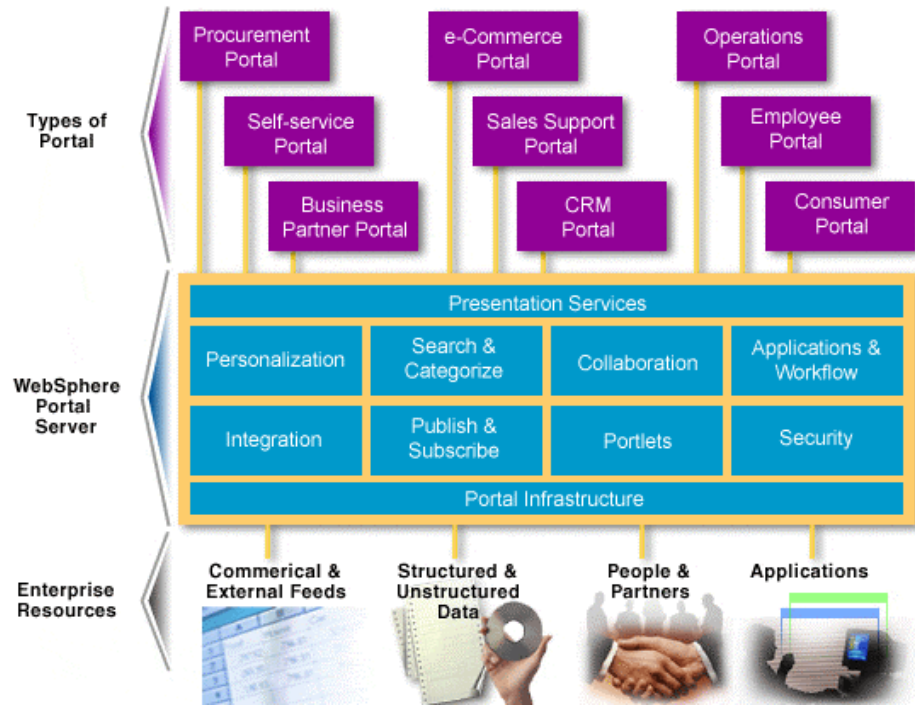 Types of
Portal
Procurement
Portal
e-Commerce
Portal
Operations
Portal
Self-service
Portal
Sales Support
Portal
Employee
Portal
Business
Partner Portal
CRM
Portal
Consumer
Portal
WebSphere
Portal
Server
Presentation Services
Personalization
Search &
Categorize
Collaboration
Applications &
Workflow
Integration
Publish &
Subscribe
Portlets
Security
Portal Infrastructure
Enterprise
Resources
Commerical &
External Feeds
Structured &
Unstructured
Data
People &
Partners
Applications